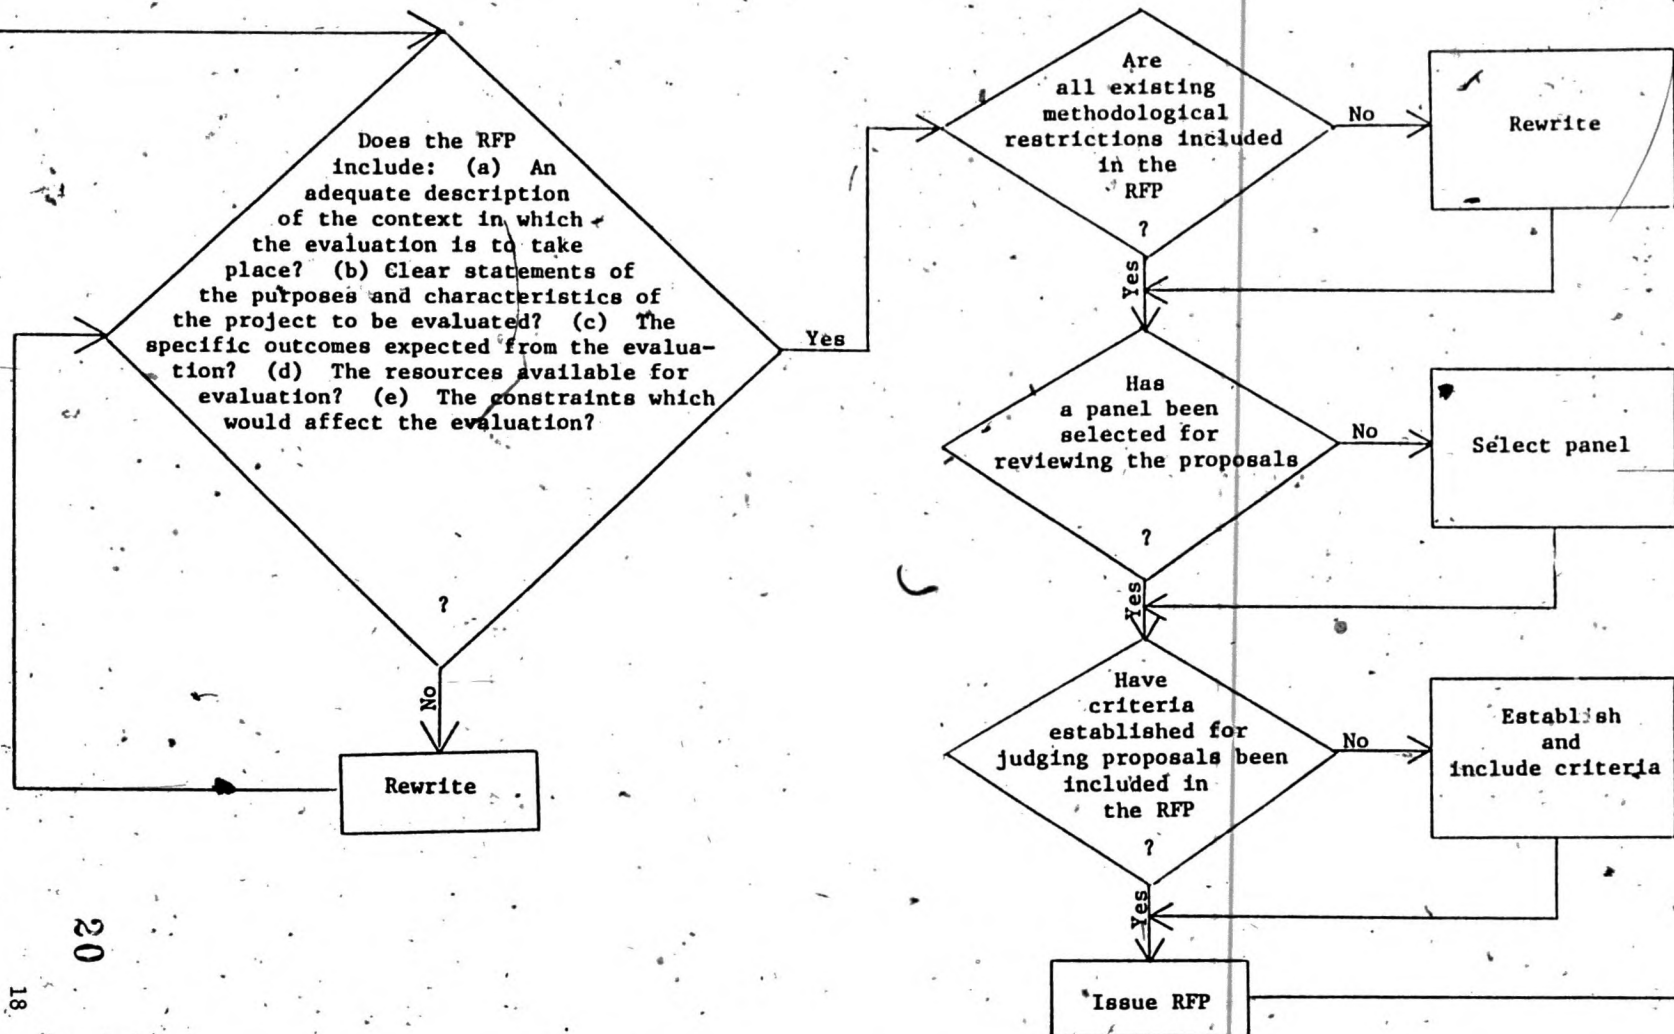 Does the RFP
include: (a) An
adequate description
of the context in which
the evaluation is to take
place? (b) Clear statements of
the purposes and characteristics of
the project to be evaluated? (c) The
specific outcomes expected from the evalua-
tion? (d) The resources available for
evaluation? (e) The constraints which
would affect the evaluation?
?
Yes
No
Rewrite
Are
all existing
methodological
restrictions included
in the
RFP
?
No
Rewrite
Yes
Has
a panel been
selected for
reviewing the proposals
?
No
Select panel
Yes
Have
criteria
established for
judging proposals been
included in
the RFP
?
No
Establish
and
include criteria
Yes
Issue RFP
20
18